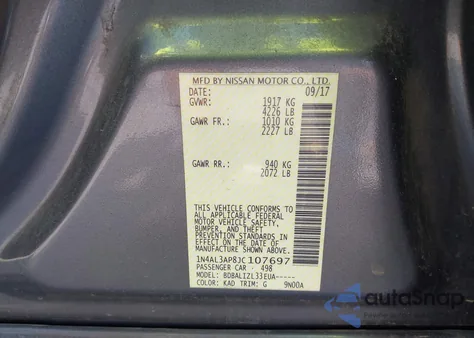 MFD BY NISSAN MOTOR CO., LTD.
DATE: 09/17
GVWR: 1917 KG
4226 LB
GAWR FR.: 1010 KG
2227 LB
GAWR RR.: 940 KG
2072 LB
THIS VEHICLE CONFORMS
TO ALL APPLICABLE FEDERAL
MOTOR VEHICLE SAFETY,
BUMPER, AND THEFT
PREVENTION STANDARDS
IN EFFECT ON THE DATE OF
MANUFACTURE SHOWN ABOVE.
1N4AL3AP8JC107697
PASSENGER CAR 498
MODEL: BDBALIZL33EUA-----
COLOR: KAD TRIM: G 9N00A
autoSnap
www.autosnap.com